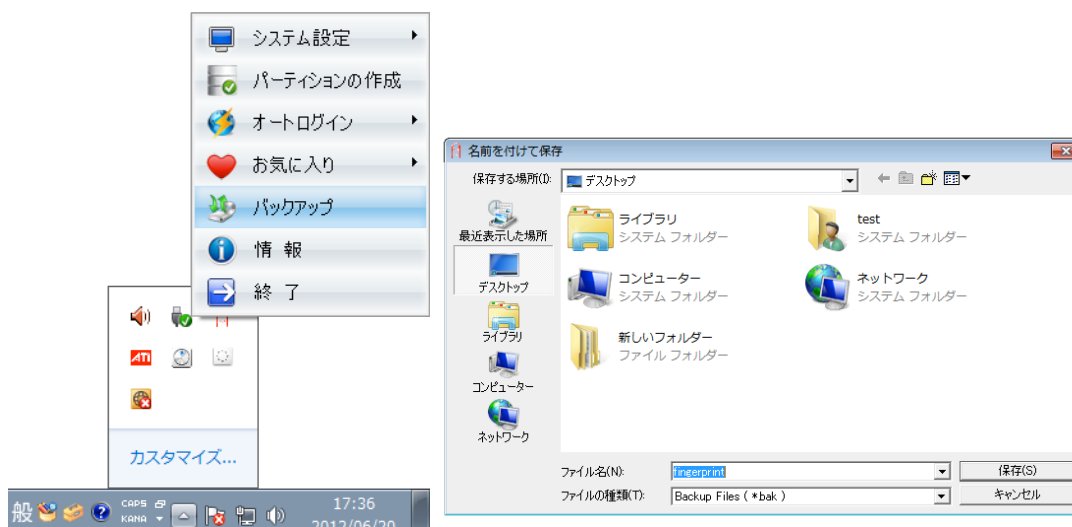 システム設定
パーティションの作成
オートログイン
お気に入り
バックアップ
情 報
終 了
ATI
カスタマイズ...
般
CAPS
KANA
17:36
2012/06/20
名前を付けて保存
保存する場所(I):
デスクトップ
最近表示した場所
デスクトップ
ライブラリ
コンピューター
ネットワーク
ライブラリ
システム フォルダー
test
システム フォルダー
コンピューター
システム フォルダー
ネットワーク
システム フォルダー
新しいフォルダー
ファイル フォルダー
ファイル名(N):
fingerprint
保存(S)
ファイルの種類(T):
Backup Files ( *bak )
キャンセル